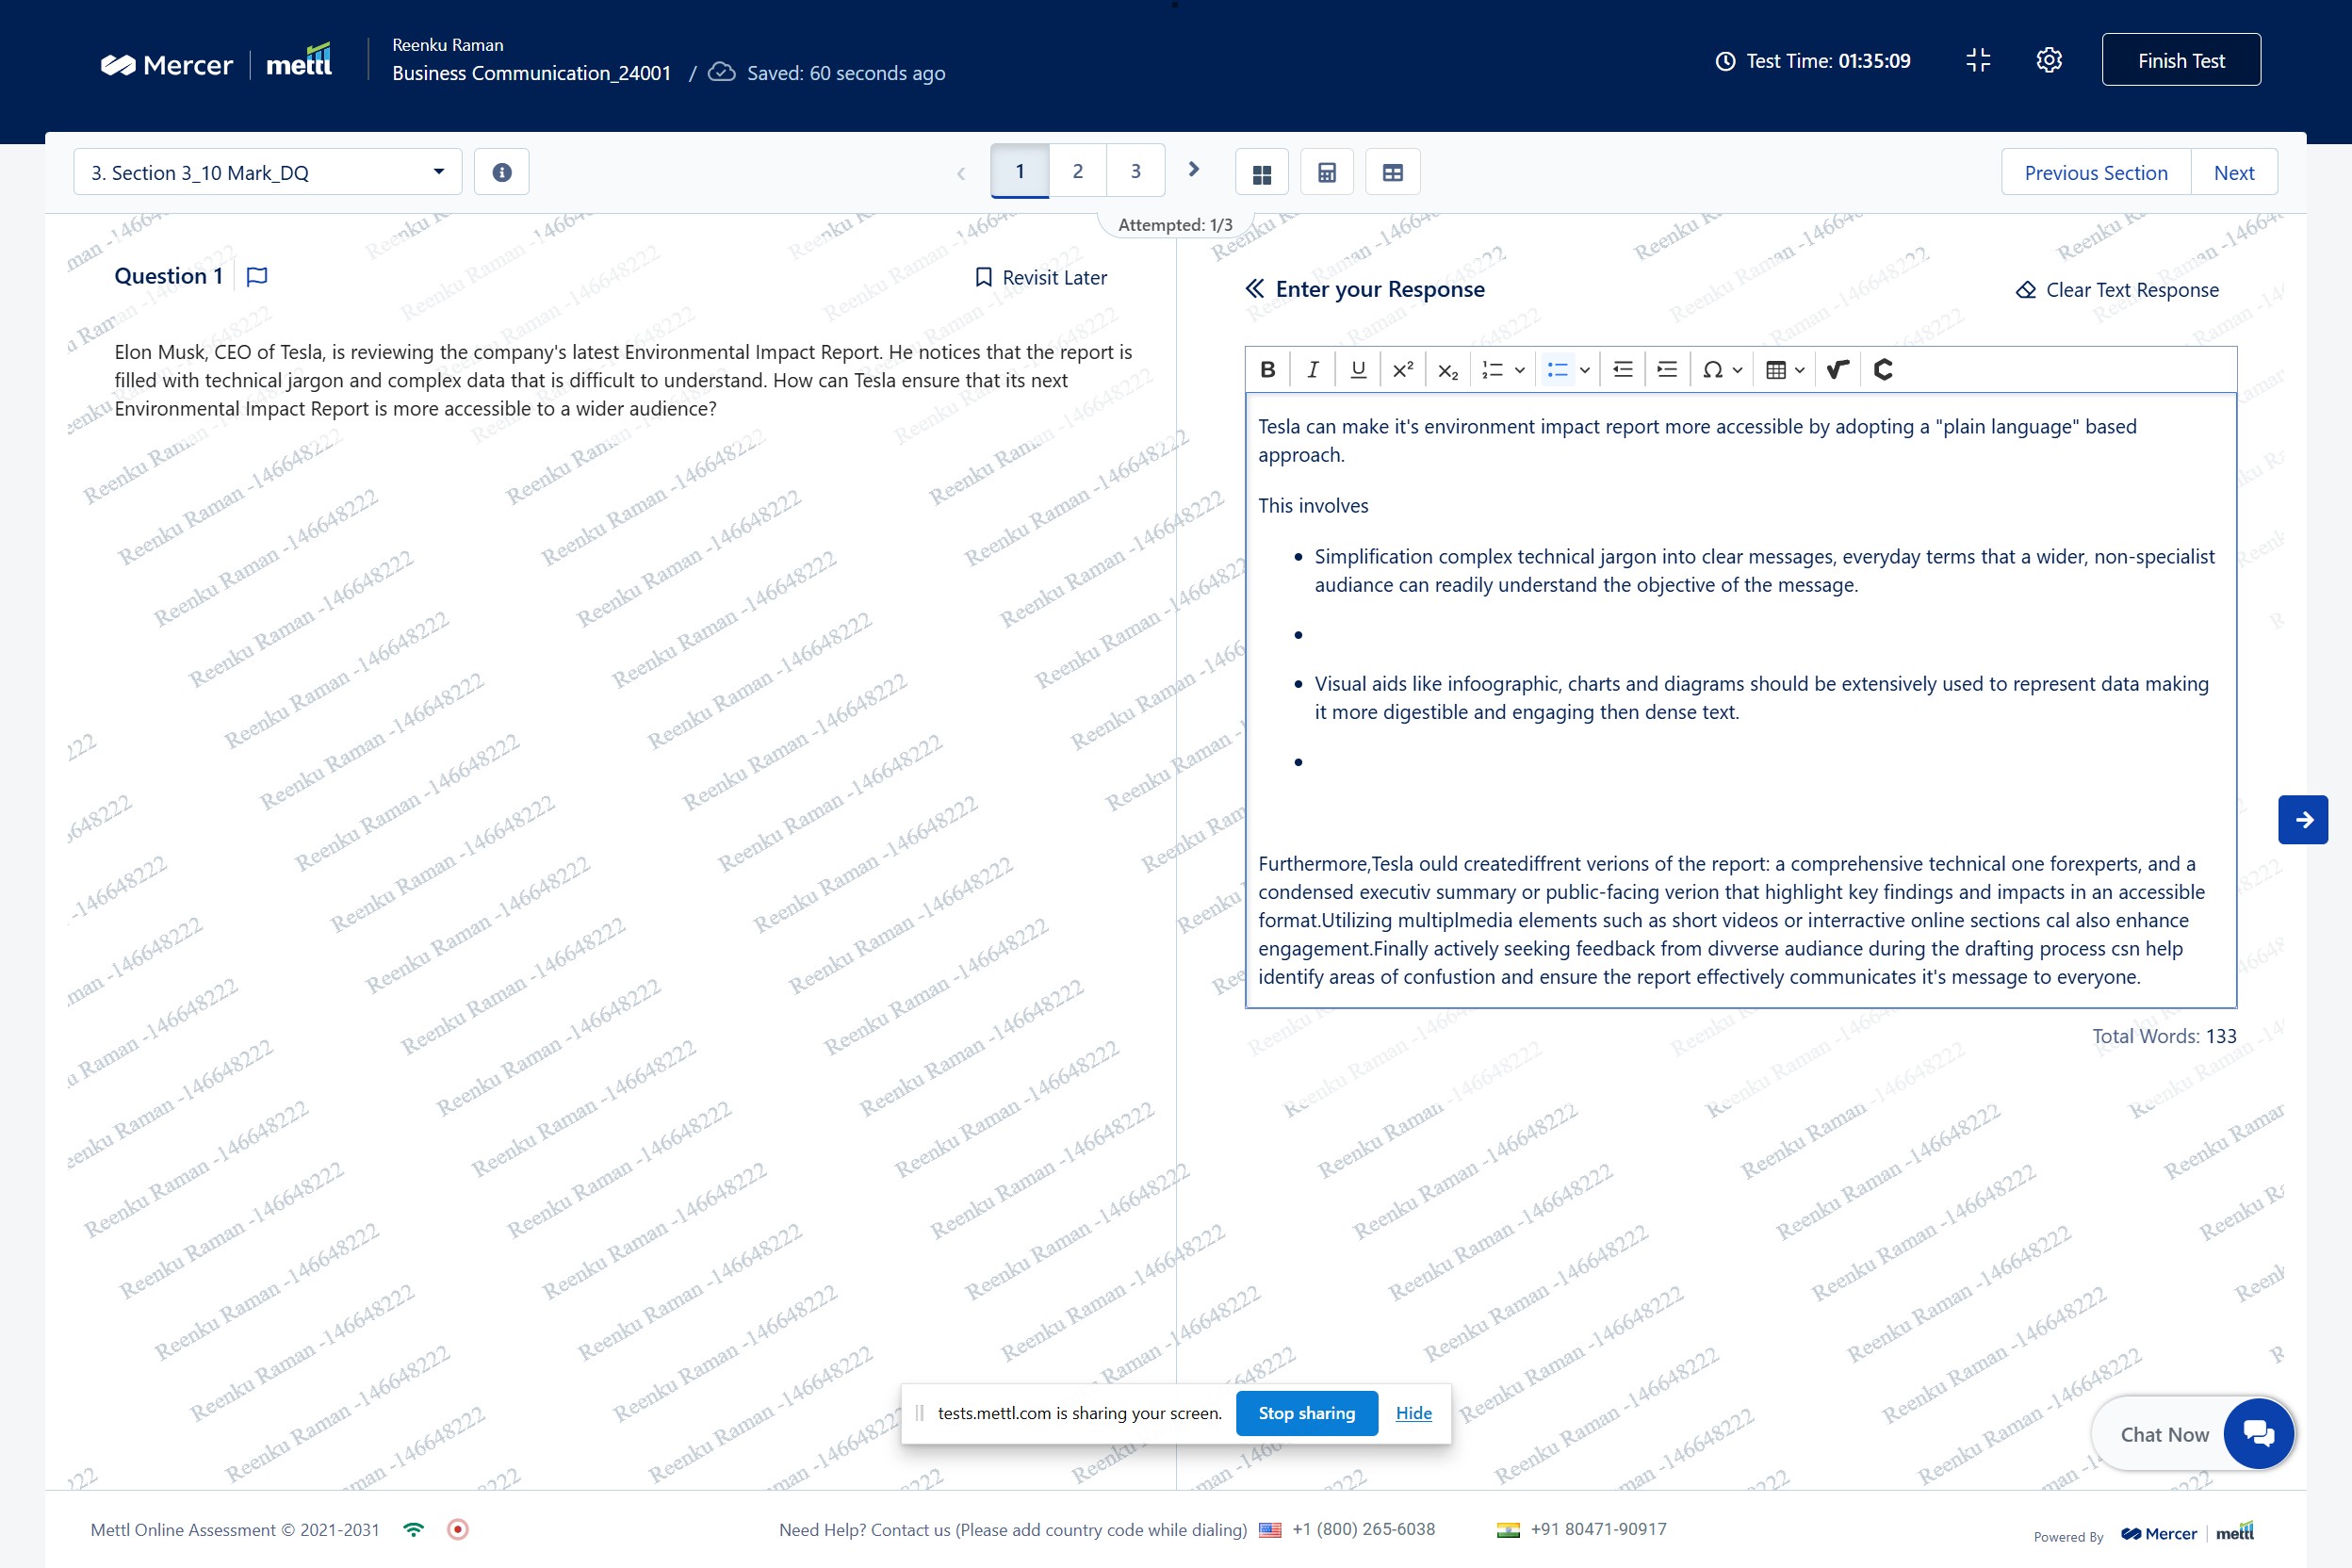 Mercer | mettl
Reenku Raman
Business Communication_24001 / Saved: 60 seconds ago
Test Time: 01:35:09
Finish Test
3. Section 3_10 Mark_DQ
1 2 3
Previous Section Next
Attempted: 1/3
Question 1
Revisit Later
Elon Musk, CEO of Tesla, is reviewing the company's latest Environmental Impact Report. He notices that the report is
filled with technical jargon and complex data that is difficult to understand. How can Tesla ensure that its next
Environmental Impact Report is more accessible to a wider audience?
Enter your Response
Clear Text Response
Tesla can make it's environment impact report more accessible by adopting a "plain language" based
approach.
This involves
• Simplification complex technical jargon into clear messages, everyday terms that a wider, non-specialist
audiance can readily understand the objective of the message.
•
• Visual aids like infoographic, charts and diagrams should be extensively used to represent data making
it more digestible and engaging then dense text.
•
Furthermore,Tesla ould creatediffrent verions of the report: a comprehensive technical one forexperts, and a
condensed executiv summary or public-facing verion that highlight key findings and impacts in an accessible
format.Utilizing multiplmedia elements such as short videos or interractive online sections cal also enhance
engagement.Finally actively seeking feedback from divverse audiance during the drafting process csn help
identify areas of confustion and ensure the report effectively communicates it's message to everyone.
Total Words: 133
Reenku Raman -146648222
tests.mettl.com is sharing your screen. Stop sharing Hide
Chat Now
Mettl Online Assessment © 2021-2031
Need Help? Contact us (Please add country code while dialing) +1 (800) 265-6038 +91 80471-90917
Powered By Mercer | mettl